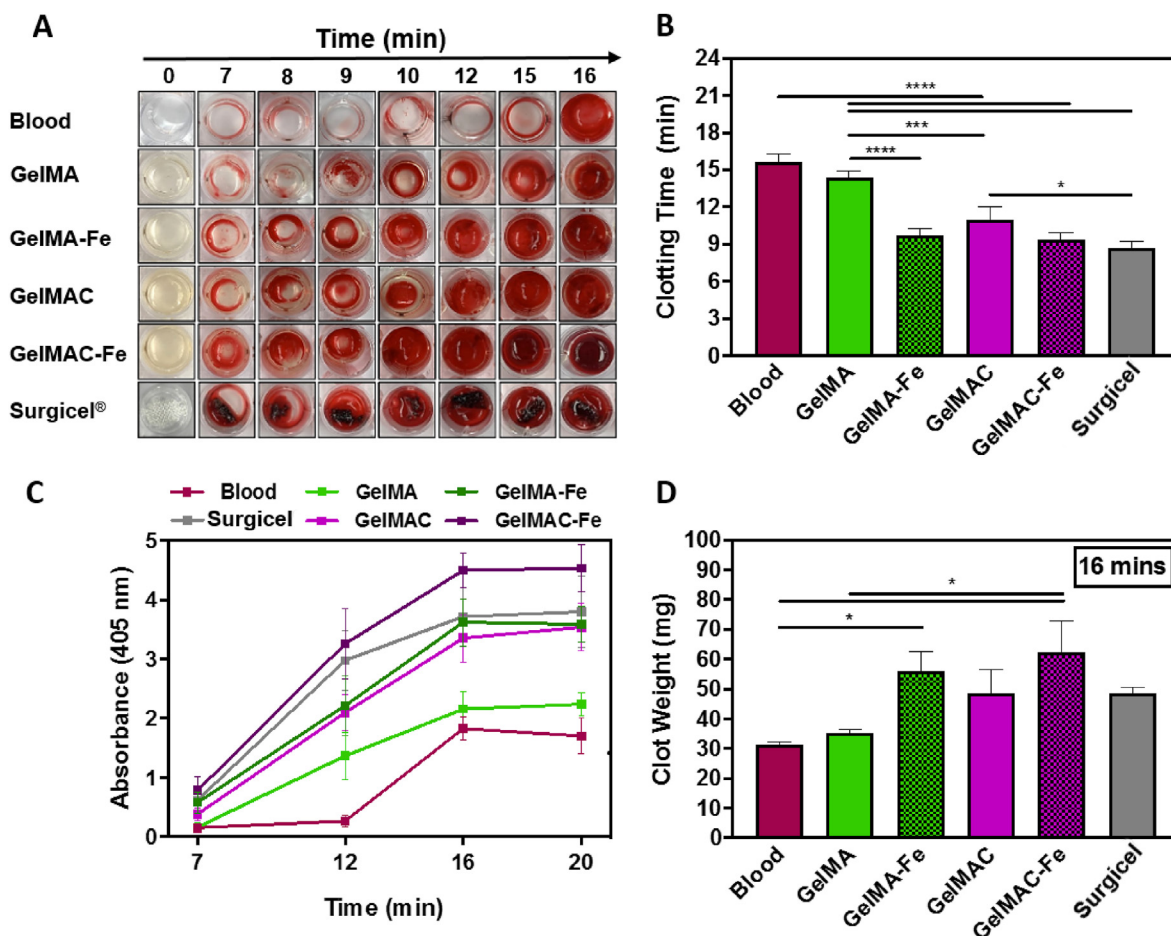 A
Time (min)
0 7 8 9 10 12 15 16
Blood
GelMA
GelMA-Fe
GelMAC
GelMAC-Fe
Surgicel®
B
Clotting Time (min)
24
21
18
15
12
9
6
3
0
****
***
****
*
Blood
GelMA
GelMA-Fe
GelMAC
GelMAC-Fe
Surgicel
C
Blood GelMA GelMA-Fe
Surgicel GelMAC GelMAC-Fe
Absorbance (405 nm)
5
4
3
2
1
0
7 12 16 20
Time (min)
D
16 mins
Clot Weight (mg)
100
90
80
70
60
50
40
30
20
10
0
*
*
Blood
GelMA
GelMA-Fe
GelMAC
GelMAC-Fe
Surgicel